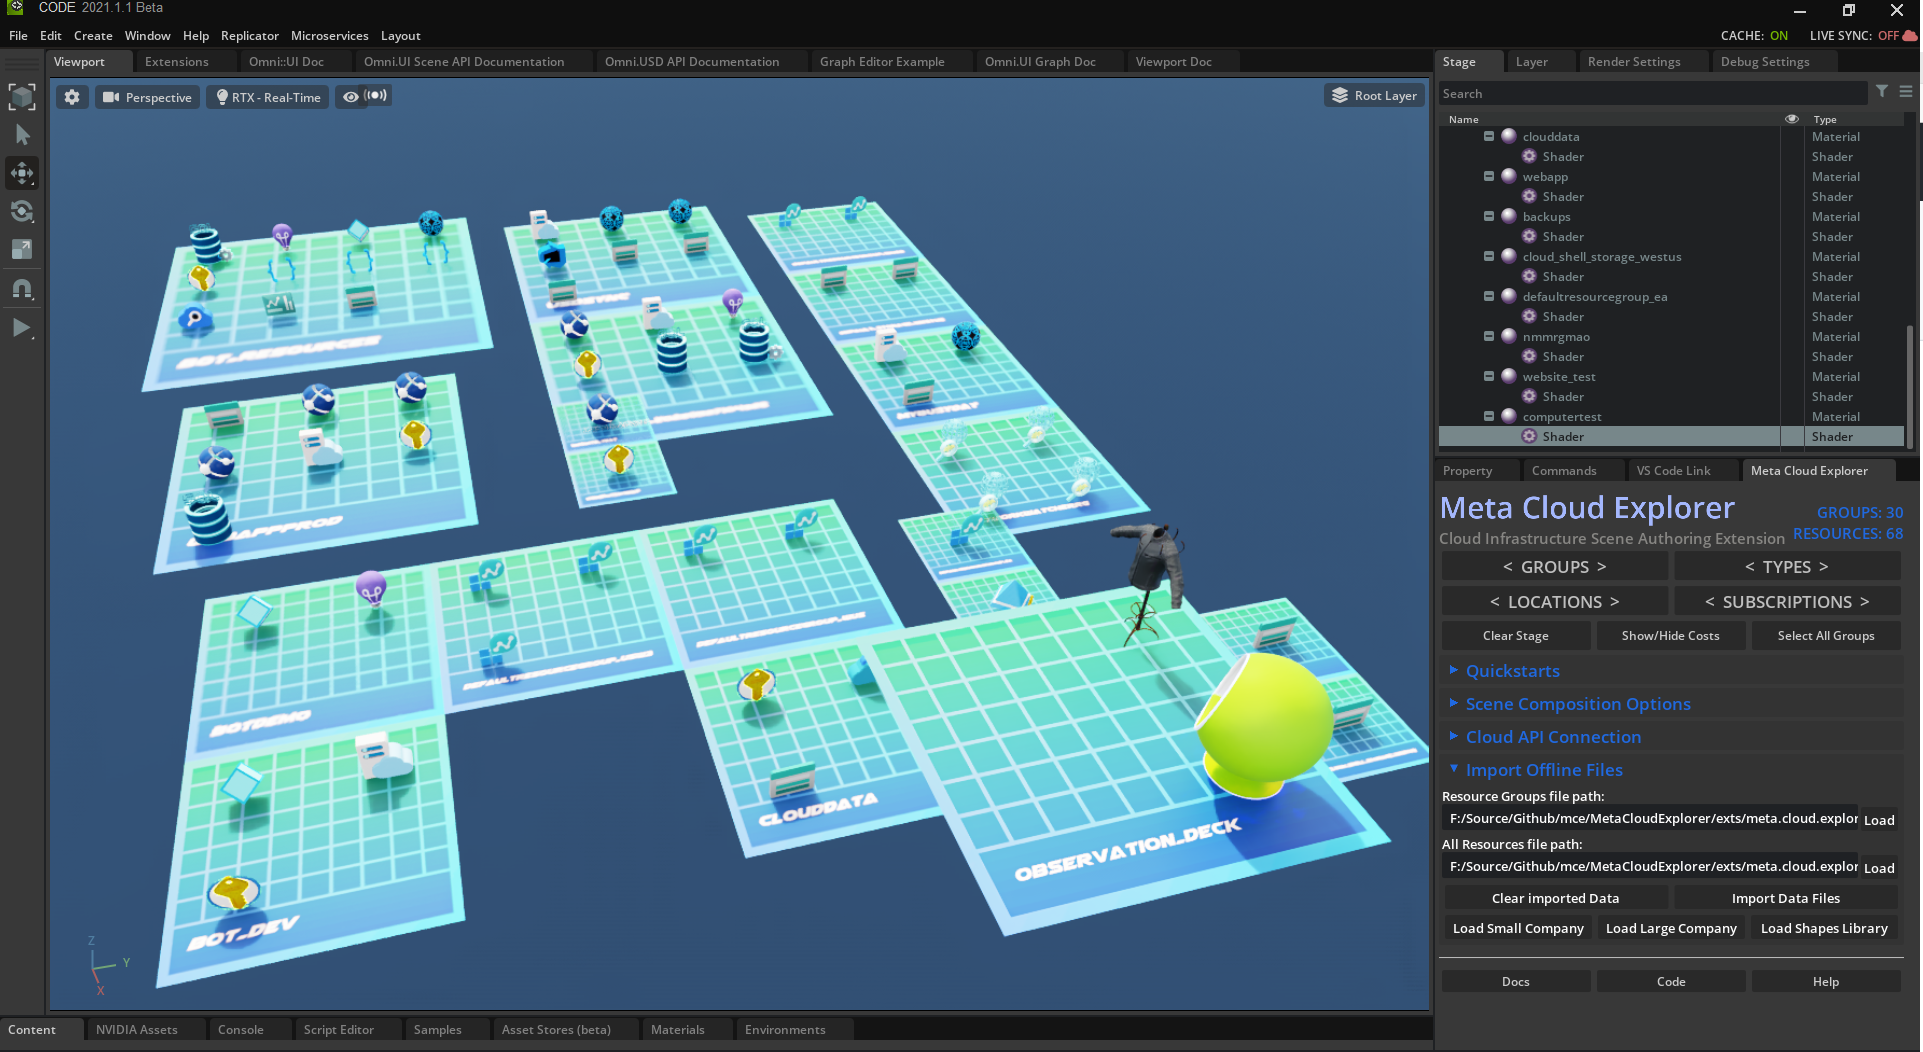 CODE 2021.1.1 Beta
File Edit Create Window Help Replicator Microservices Layout
CACHE: ON LIVE SYNC: OFF
Viewport Extensions Omni::UI Doc Omni.UI Scene API Documentation Omni.USD API Documentation Graph Editor Example Omni.UI Graph Doc Viewport Doc
Perspective RTX - Real-Time Root Layer
BOT_RESOURCES
MYBUSTDAY
BOTDEMO
CLOUDDATA
OBSERVATION_DECK
BOT_DEV
Z
Y
X
Stage Layer Render Settings Debug Settings
Search
Name Type
clouddata Material
Shader Shader
webapp Material
Shader Shader
backups Material
Shader Shader
cloud_shell_storage_westus Material
Shader Shader
defaultresourcegroup_ea Material
Shader Shader
nmmrgmao Material
Shader Shader
website_test Material
Shader Shader
computertest Material
Shader Shader
Property Commands VS Code Link Meta Cloud Explorer
Meta Cloud Explorer
GROUPS: 30
Cloud Infrastructure Scene Authoring Extension
RESOURCES: 68
< GROUPS > < TYPES >
< LOCATIONS > < SUBSCRIPTIONS >
Clear Stage Show/Hide Costs Select All Groups
Quickstarts
Scene Composition Options
Cloud API Connection
Import Offline Files
Resource Groups file path:
F:/Source/Github/mce/MetaCloudExplorer/exts/meta.cloud.explor Load
All Resources file path:
F:/Source/Github/mce/MetaCloudExplorer/exts/meta.cloud.explor Load
Clear imported Data Import Data Files
Load Small Company Load Large Company Load Shapes Library
Docs Code Help
Content NVIDIA Assets Console Script Editor Samples Asset Stores (beta) Materials Environments